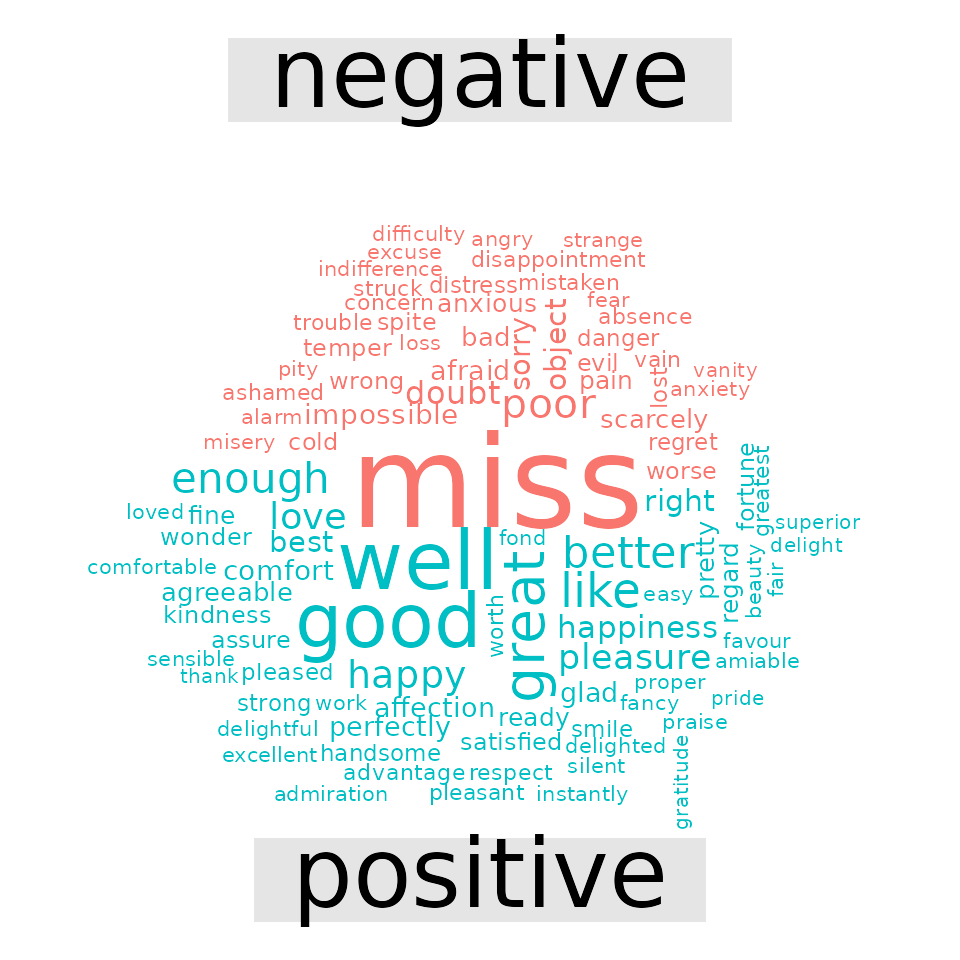 negative
difficulty
angry
strange
excuse
disappointment
indifference
struck
distress
mistaken
concern
anxious
fear
absence
trouble
spite
sorry
object
loss
bad
danger
temper
evil
vain
pity
wrong
afraid
pain
lost
vanity
ashamed
doubt
poor
anxiety
alarm
impossible
scarcely
misery
cold
miss
regret
worse
enough
right
fortune
greatest
loved
fine
love
superior
wonder
best
well
fond
great
better
pretty
regard
beauty
fair
delight
comfortable
comfort
like
agreeable
easy
kindness
good
worth
happiness
assure
favour
sensible
pleasure
amiable
thank
pleased
happy
glad
proper
strong
work
affection
fancy
pride
delightful
perfectly
ready
smile
praise
satisfied
delighted
excellent
handsome
silent
gratitude
advantage
respect
admiration
pleasant
instantly
positive